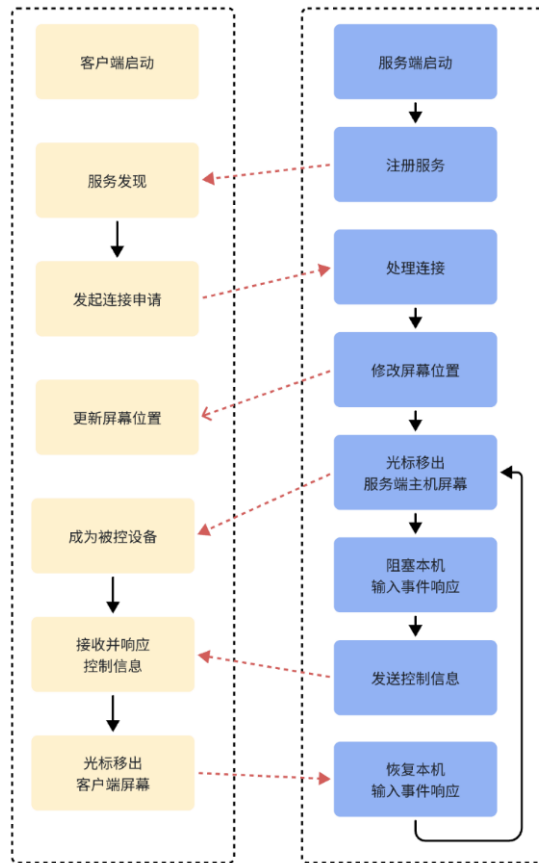 客户端启动
服务发现
发起连接申请
更新屏幕位置
成为被控设备
接收并响应
控制信息
光标移出
客户端屏幕
服务端启动
注册服务
处理连接
修改屏幕位置
光标移出
服务端主机屏幕
阻塞本机
输入事件响应
发送控制信息
恢复本机
输入事件响应